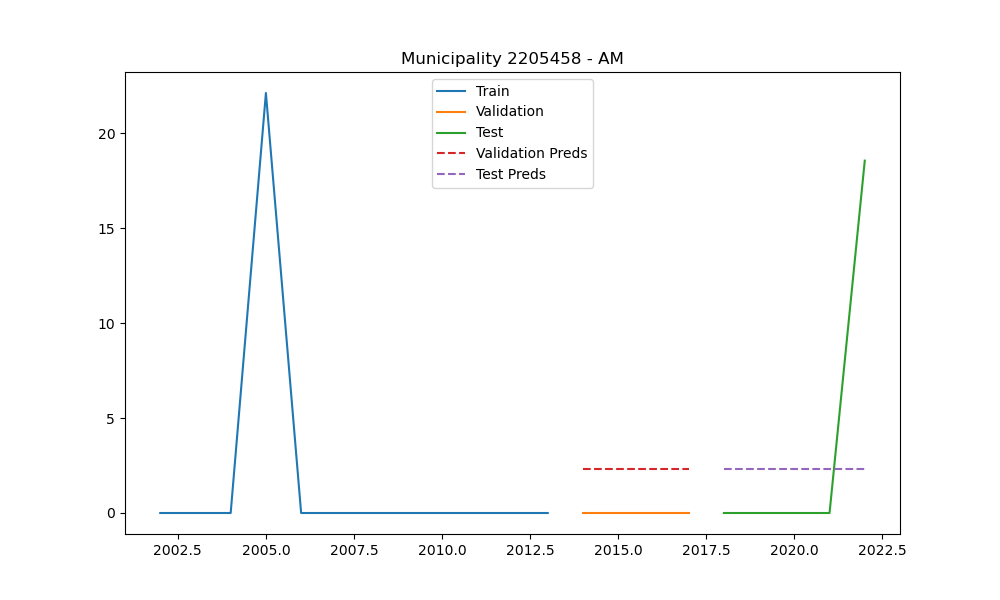 Municipality 2205458 - AM
Train
Validation
Test
Validation Preds
Test Preds
20
15
10
5
0
2002.5 2005.0 2007.5 2010.0 2012.5 2015.0 2017.5 2020.0 2022.5